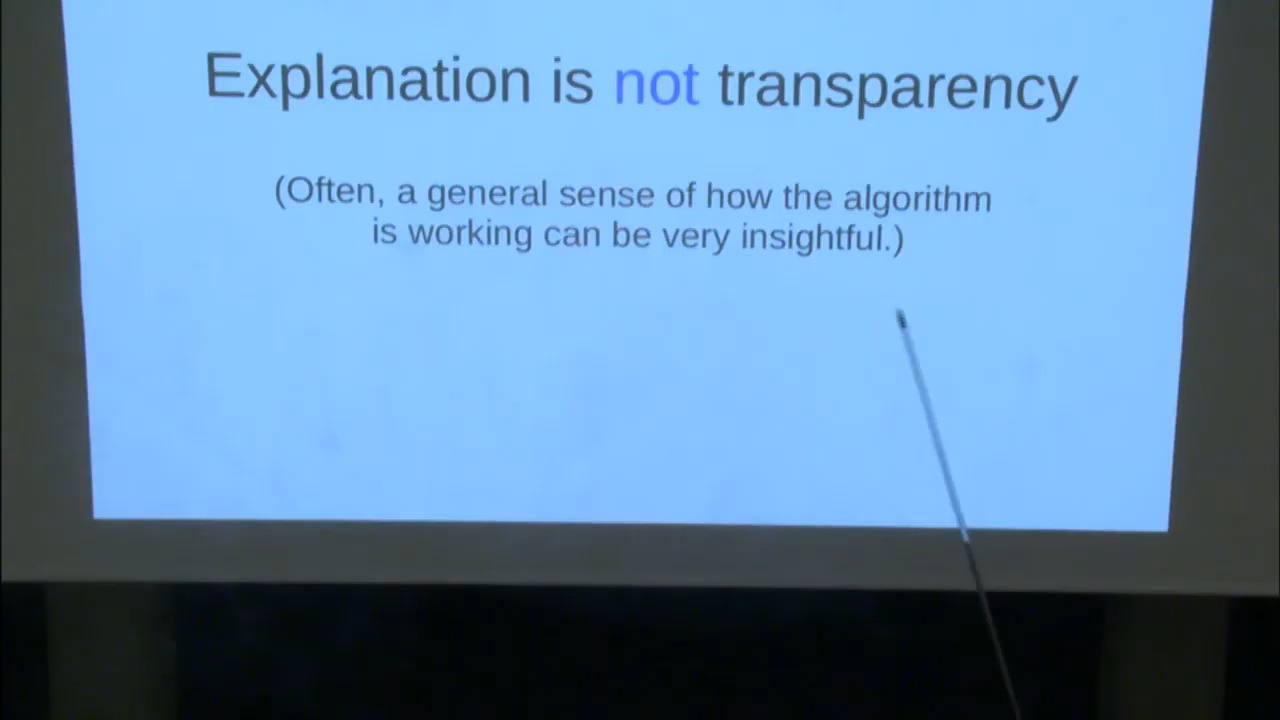 Explanation is not transparency
(Often, a general sense of how the algorithm
is working can be very insightful.)